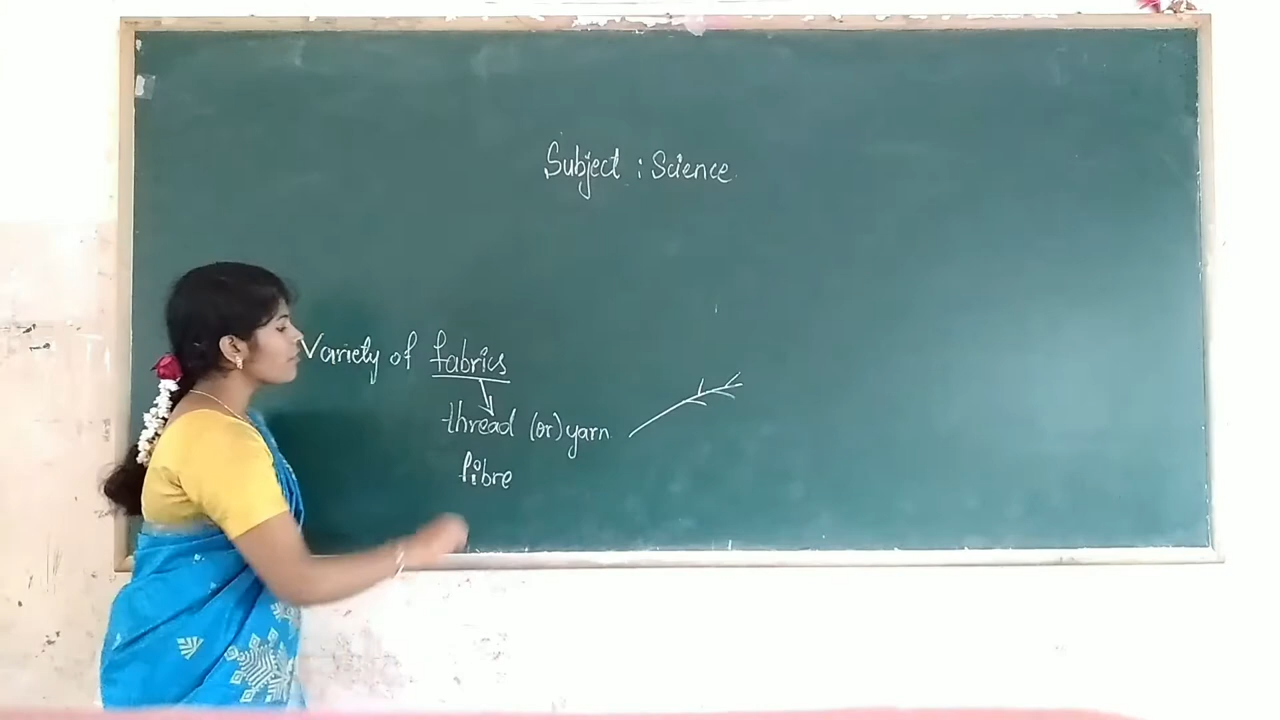 Subject : Science
Variety of fabrics
thread (or) yarn
fibre